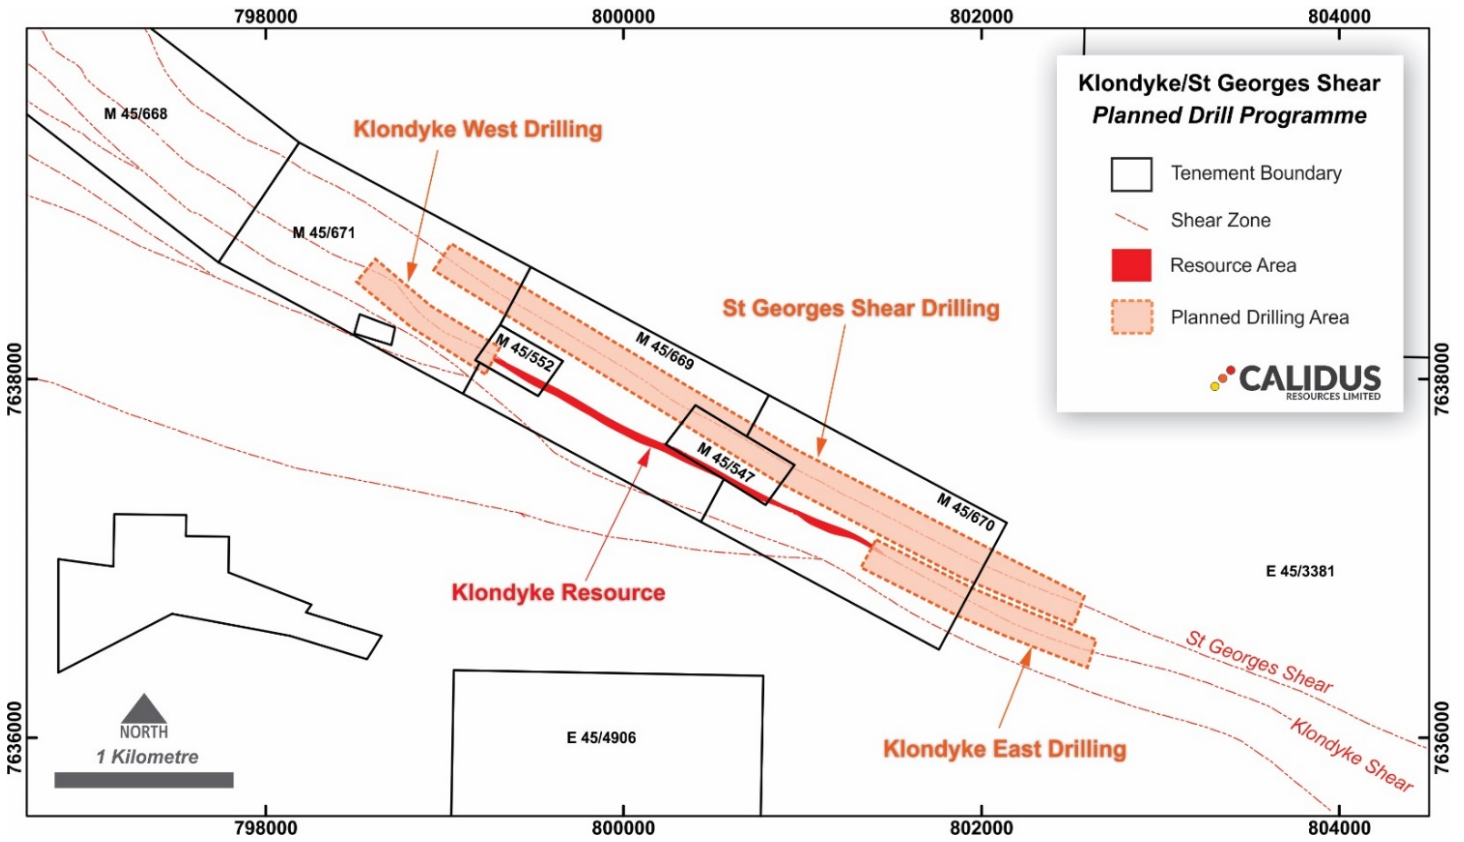 798000
800000
802000
804000
Klondyke/St Georges Shear
Planned Drill Programme
Tenement Boundary
Shear Zone
Resource Area
Planned Drilling Area
CALIDUS
RESOURCES LIMITED
M 45/668
Klondyke West Drilling
M 45/671
St Georges Shear Drilling
M 45/669
M 45/552
7638000
7638000
M 45/547
M 45/670
E 45/3381
Klondyke Resource
St Georges Shear
Klondyke Shear
Klondyke East Drilling
E 45/4906
NORTH
1 Kilometre
7636000
7636000
798000
800000
802000
804000